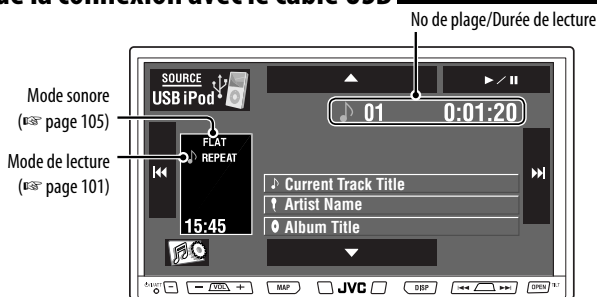 de la connexion avec le câble USB
No de plage/Durée de lecture
SOURCE
USB iPod
01 0:01:20
Mode sonore
(☞ page 105)
FLAT
REPEAT
Mode de lecture
(☞ page 101)
Current Track Title
Artist Name
Album Title
15:45
– VOL +
MAP
JVC
DISP
OPEN
TILT